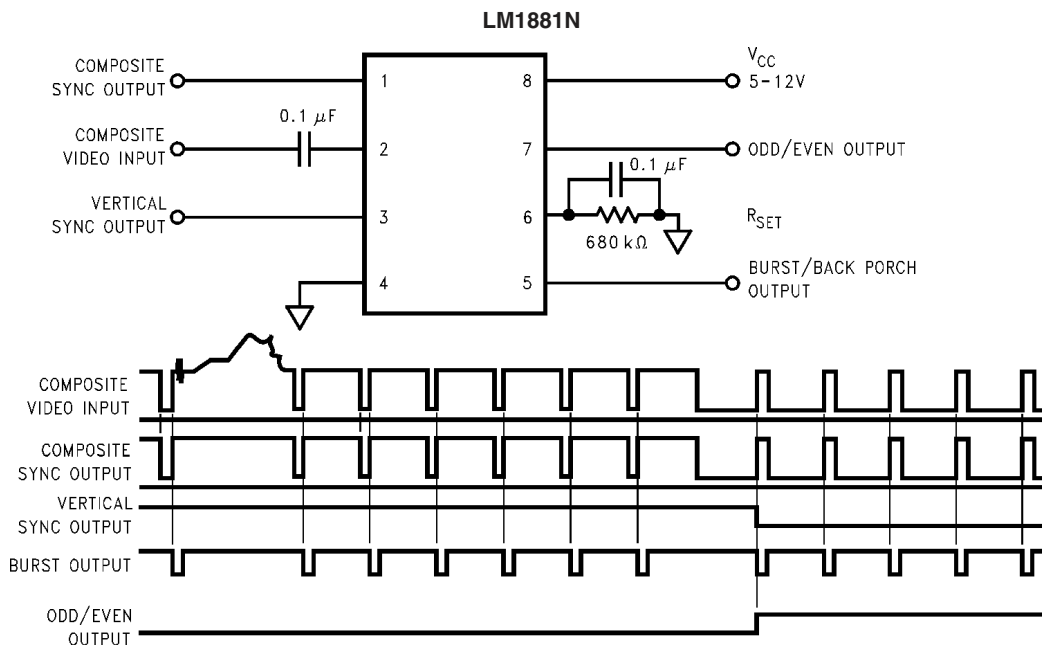 LM1881N
COMPOSITE
SYNC OUTPUT
1
8
V_CC
5-12V
0.1 μF
COMPOSITE
VIDEO INPUT
2
7
ODD/EVEN OUTPUT
0.1 μF
VERTICAL
SYNC OUTPUT
3
6
R_SET
680 kΩ
4
5
BURST/BACK PORCH
OUTPUT
COMPOSITE
VIDEO INPUT
COMPOSITE
SYNC OUTPUT
VERTICAL
SYNC OUTPUT
BURST OUTPUT
ODD/EVEN
OUTPUT